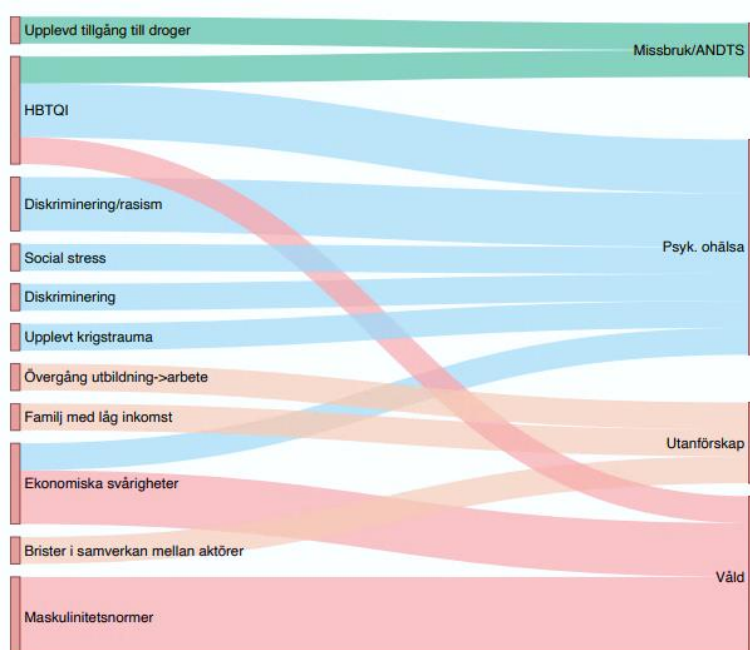 Upplevd tillgång till droger
HBTQI
Diskriminering/rasism
Social stress
Diskriminering
Upplevt krigstrauma
Övergång utbildning->arbete
Familj med låg inkomst
Ekonomiska svårigheter
Brister i samverkan mellan aktörer
Maskulinitetsnormer
Missbruk/ANDTS
Psyk. ohälsa
Utanförskap
Våld